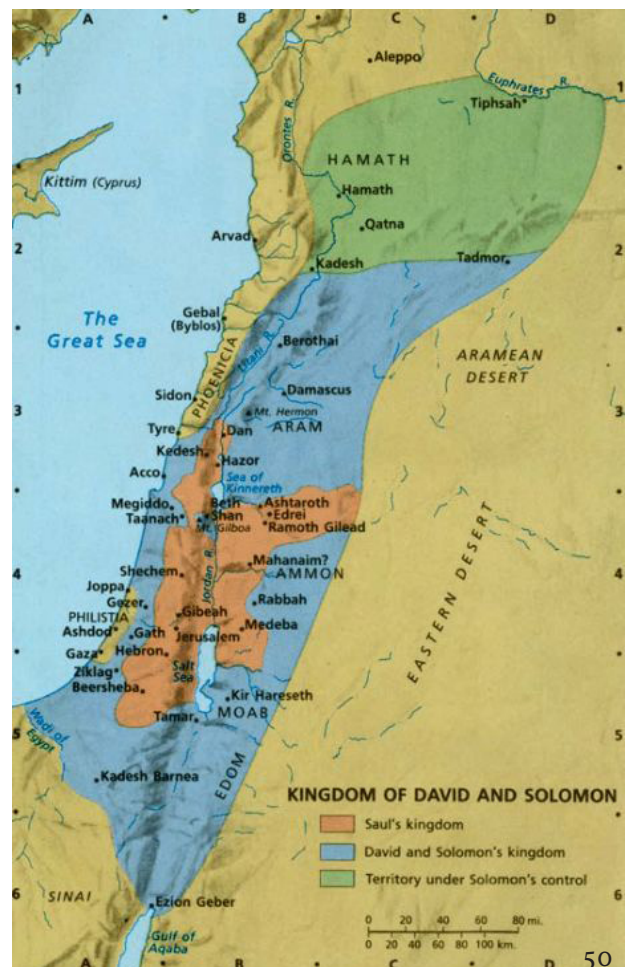 A B C D
Aleppo
Euphrates R.
1 1
Tiphsah
Orontes R.
HAMATH
Kittim (Cyprus)
Hamath
Qatna
Arvad
2 2
Kadesh
Tadmor
Gebal
(Byblos)
The
Great Sea
Litani R.
Berothai
ARAMEAN
DESERT
PHOENICIA
Sidon
Damascus
3 3
Mt. Hermon
Tyre
Dan
ARAM
Kedesh
Hazor
Acco
Sea of
Kinnereth
Megiddo
Beth
Shan
Ashtaroth
Taanach
Edrei
Mt. Gilboa
Ramoth Gilead
EASTERN DESERT
Mahanaim?
Shechem
Jordan R.
AMMON
4 4
Joppa
Gezer
Rabbah
PHILISTIA
Gibeah
Ashdod
Gath
Jerusalem
Medeba
Gaza
Hebron
Salt
Sea
Ziklag
Beersheba
Kir Hareseth
MOAB
Tamar
5 5
Wadi of
Egypt
Kadesh Barnea
EDOM
KINGDOM OF DAVID AND SOLOMON
Saul's kingdom
David and Solomon's kingdom
Territory under Solomon's control
SINAI
6 6
Ezion Geber
0 20 40 60 80 mi.
0 20 40 60 80 100 km.
Gulf of
Aqaba
A B C D
50